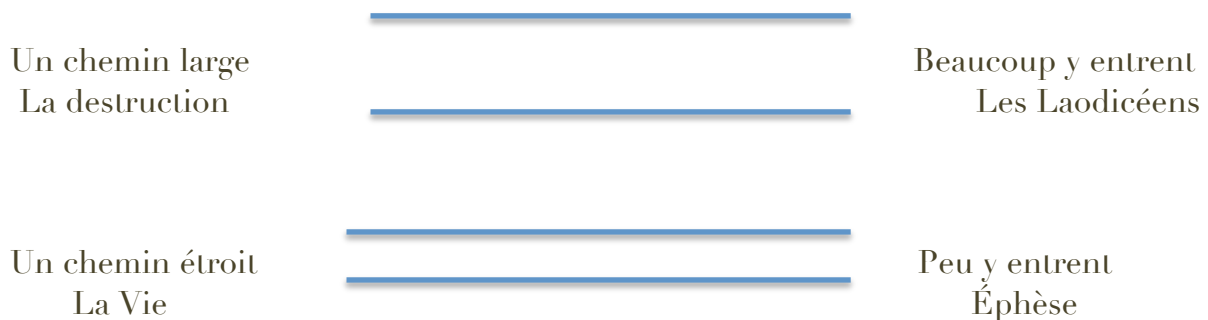 Un chemin large
La destruction
Beaucoup y entrent
Les Laodicéens
Un chemin étroit
La Vie
Peu y entrent
Éphèse